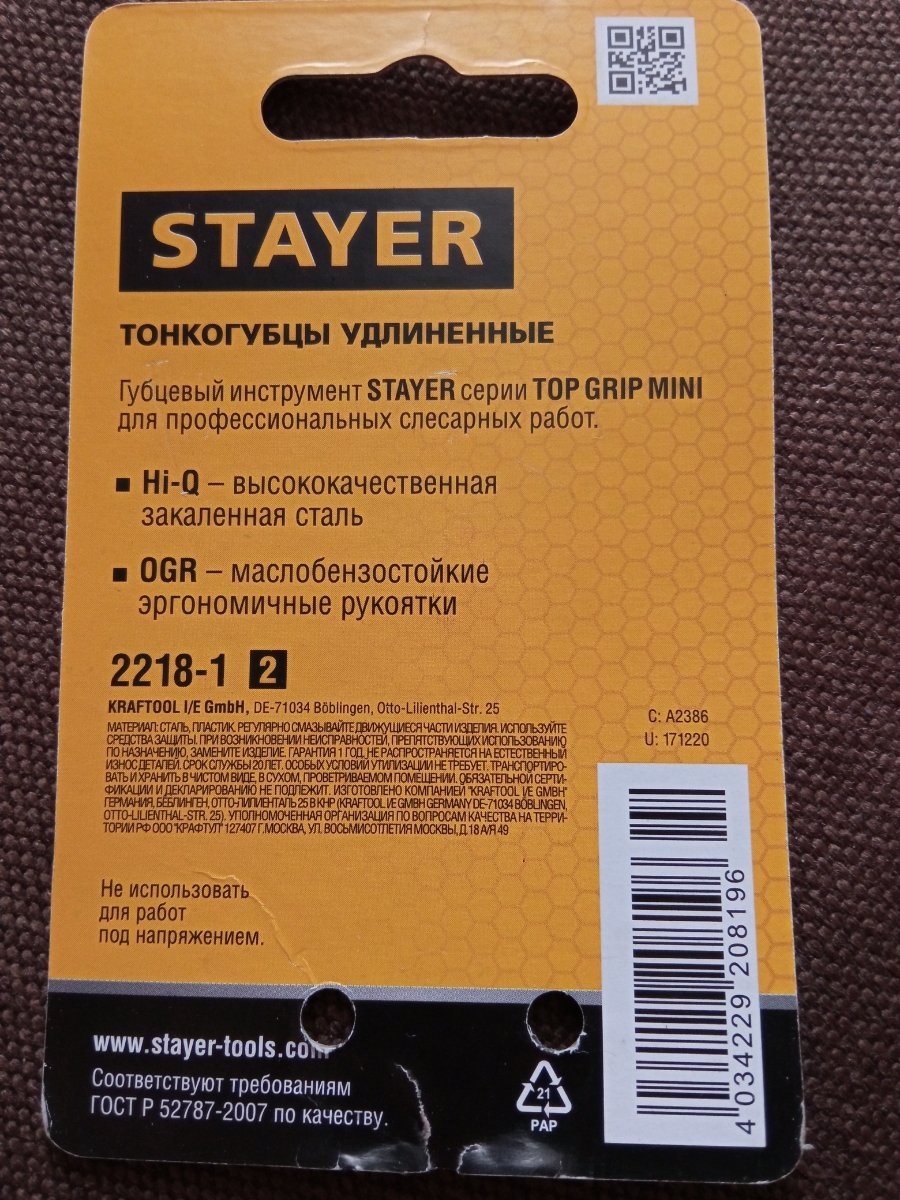 STAYER
ТОНКОГУБЦЫ УДЛИНЕННЫЕ
Губцевый инструмент STAYER серии TOP GRIP MINI
для профессиональных слесарных работ.
Hi-Q – высококачественная
закаленная сталь
OGR – маслобензостойкие
эргономичные рукоятки
2218-1 2
KRAFTOOL I/E GmbH, DE-71034 Böblingen, Otto-Lilienthal-Str. 25
МАТЕРИАЛ: СТАЛЬ, ПЛАСТИК. РЕГУЛЯРНО СМАЗЫВАЙТЕ ДВИЖУЩИЕСЯ ЧАСТИ ИЗДЕЛИЯ. ИСПОЛЬЗУЙТЕ
СРЕДСТВА ЗАЩИТЫ. ПРИ ВОЗНИКНОВЕНИИ НЕИСПРАВНОСТЕЙ, ПРЕПЯТСТВУЮЩИХ ИСПОЛЬЗОВАНИЮ
ПО НАЗНАЧЕНИЮ, ЗАМЕНИТЕ ИЗДЕЛИЕ. ГАРАНТИЯ 1 ГОД, НЕ РАСПРОСТРАНЯЕТСЯ НА ЕСТЕСТВЕННЫЙ
ИЗНОС ДЕТАЛЕЙ. СРОК СЛУЖБЫ 20 ЛЕТ. ОСОБЫХ УСЛОВИЙ УТИЛИЗАЦИИ НЕ ТРЕБУЕТ. ТРАНСПОРТИРО-
ВАТЬ И ХРАНИТЬ В ЧИСТОМ ВИДЕ, В СУХОМ, ПРОВЕТРИВАЕМОМ ПОМЕЩЕНИИ. ОБЯЗАТЕЛЬНОЙ СЕРТИ-
ФИКАЦИИ И ДЕКЛАРИРОВАНИЮ НЕ ПОДЛЕЖИТ. ИЗГОТОВЛЕНО КОМПАНИЕЙ "KRAFTOOL I/E GMBH"
ГЕРМАНИЯ, БЁБЛИНГЕН, ОТТО-ЛИЛИЕНТАЛЬ 25 В КНР (KRAFTOOL I/E GMBH GERMANY DE-71034 BÖBLINGEN,
OTTO-LILIENTHAL-STR. 25). УПОЛНОМОЧЕННАЯ ОРГАНИЗАЦИЯ ПО ВОПРОСАМ КАЧЕСТВА НА ТЕРРИ-
ТОРИИ РФ ООО "КРАФТУЛ" 127407 Г.МОСКВА, УЛ. ВОСЬМИСОТЛЕТИЯ МОСКВЫ, Д.18 А/Я 49
C: A2386
U: 171220
Не использовать
для работ
под напряжением.
4 034229 208196
www.stayer-tools.com
Соответствуют требованиям
ГОСТ Р 52787-2007 по качеству.
21
PAP